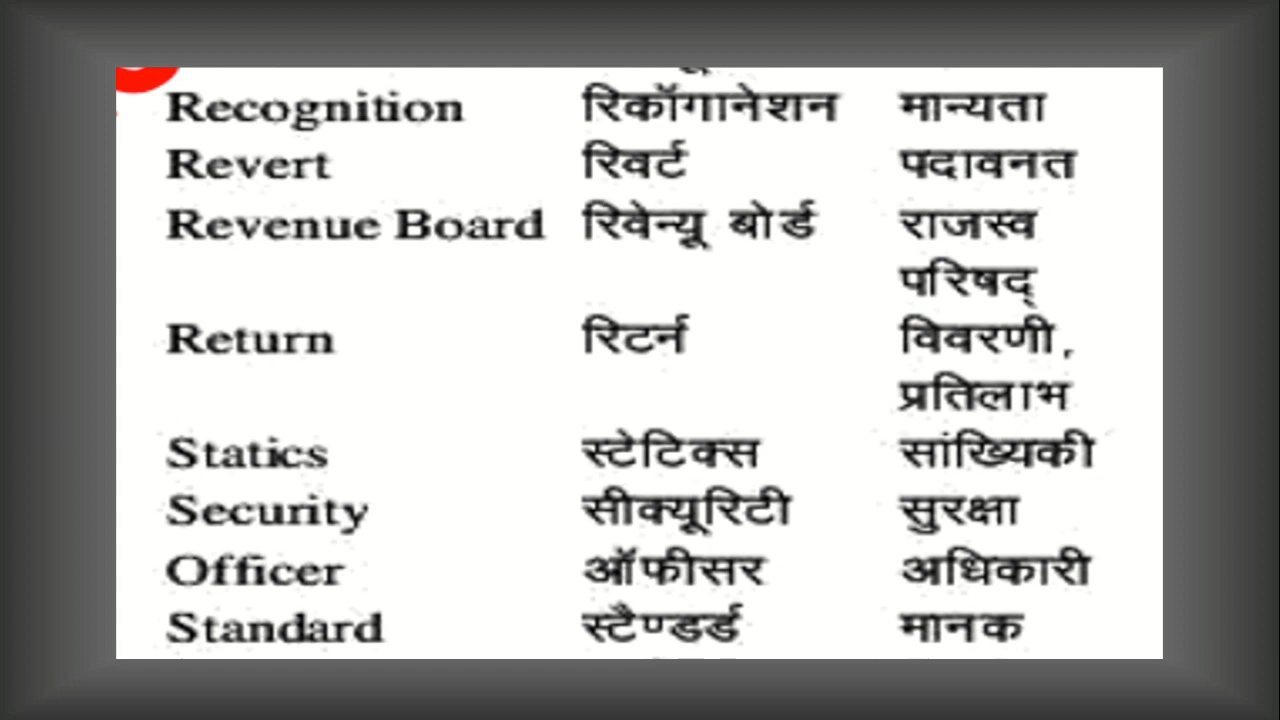 Recognition रिकॉगानेशन मान्यता
Revert रिवर्ट पदावनत
Revenue Board रिवेन्यू बोर्ड राजस्व
परिषद्
Return रिटर्न विवरणी,
प्रतिलाभ
Statics स्टेटिक्स सांख्यिकी
Security सीक्यूरिटी सुरक्षा
Officer ऑफीसर अधिकारी
Standard स्टैण्डर्ड मानक